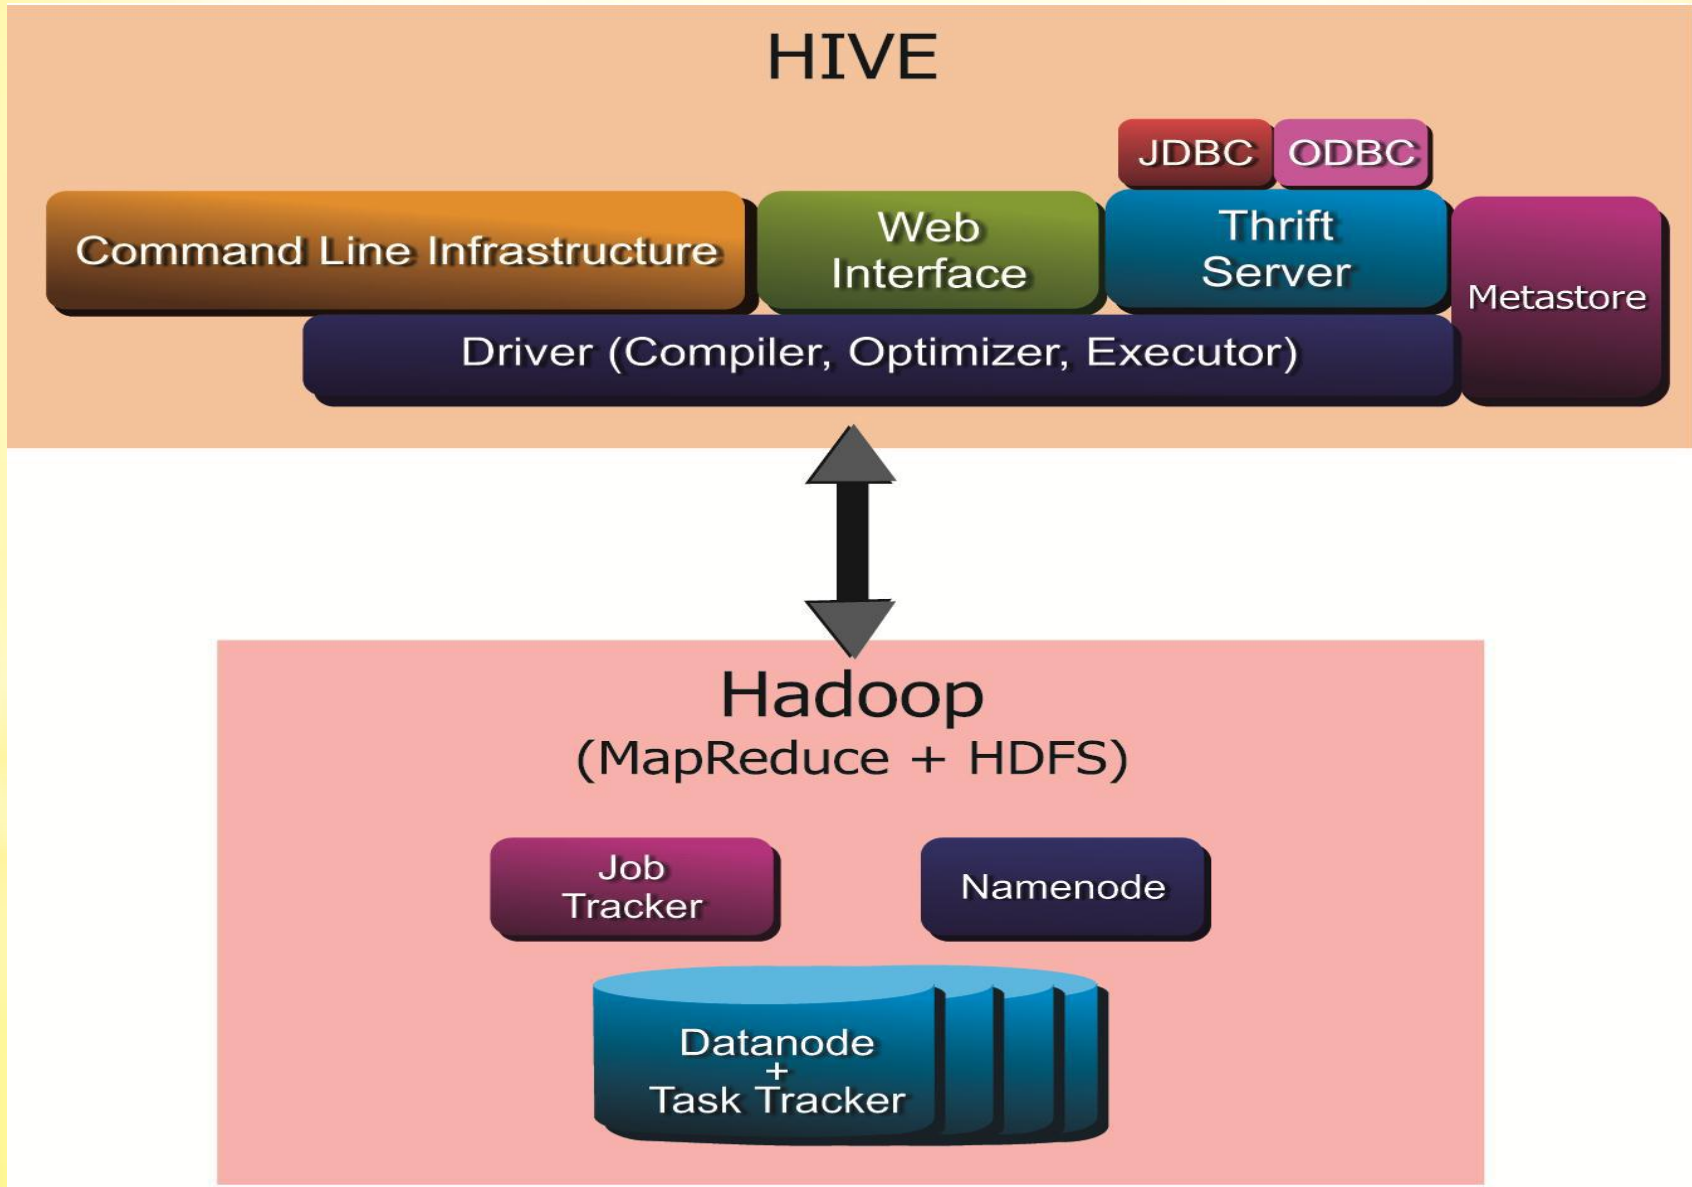 HIVE
JDBC
ODBC
Command Line Infrastructure
Web
Interface
Thrift
Server
Metastore
Driver (Compiler, Optimizer, Executor)
Hadoop
(MapReduce + HDFS)
Job
Tracker
Namenode
Datanode
+
Task Tracker